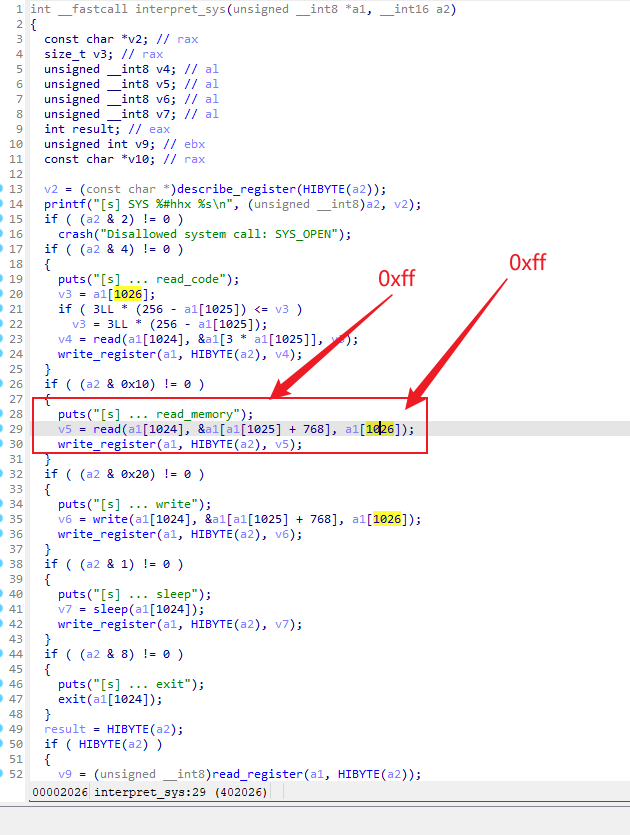 1 int __fastcall interpret_sys(unsigned __int8 *a1, __int16 a2)
2 {
3 const char *v2; // rax
4 size_t v3; // rax
5 unsigned __int8 v4; // al
6 unsigned __int8 v5; // al
7 unsigned __int8 v6; // al
8 unsigned __int8 v7; // al
9 int result; // eax
10 unsigned int v9; // ebx
11 const char *v10; // rax
12
13 v2 = (const char *)describe_register(HIBYTE(a2));
14 printf("[s] SYS %#hhx %s\n", (unsigned __int8)a2, v2);
15 if ( (a2 & 2) != 0 )
16 crash("Disallowed system call: SYS_OPEN");
17 if ( (a2 & 4) != 0 )
18 {
19 puts("[s] ... read_code");
20 v3 = a1[1026];
21 if ( 3LL * (256 - a1[1025]) <= v3 )
22 v3 = 3LL * (256 - a1[1025]);
23 v4 = read(a1[1024], &a1[3 * a1[1025]], v3);
24 write_register(a1, HIBYTE(a2), v4);
25 }
26 if ( (a2 & 0x10) != 0 )
27 {
28 puts("[s] ... read_memory");
29 v5 = read(a1[1024], &a1[a1[1025] + 768], a1[1026]);
30 write_register(a1, HIBYTE(a2), v5);
31 }
32 if ( (a2 & 0x20) != 0 )
33 {
34 puts("[s] ... write");
35 v6 = write(a1[1024], &a1[a1[1025] + 768], a1[1026]);
36 write_register(a1, HIBYTE(a2), v6);
37 }
38 if ( (a2 & 1) != 0 )
39 {
40 puts("[s] ... sleep");
41 v7 = sleep(a1[1024]);
42 write_register(a1, HIBYTE(a2), v7);
43 }
44 if ( (a2 & 8) != 0 )
45 {
46 puts("[s] ... exit");
47 exit(a1[1024]);
48 }
49 result = HIBYTE(a2);
50 if ( HIBYTE(a2) )
51 {
52 v9 = (unsigned __int8)read_register(a1, HIBYTE(a2));
00002026 interpret_sys:29 (402026)
0xff
0xff